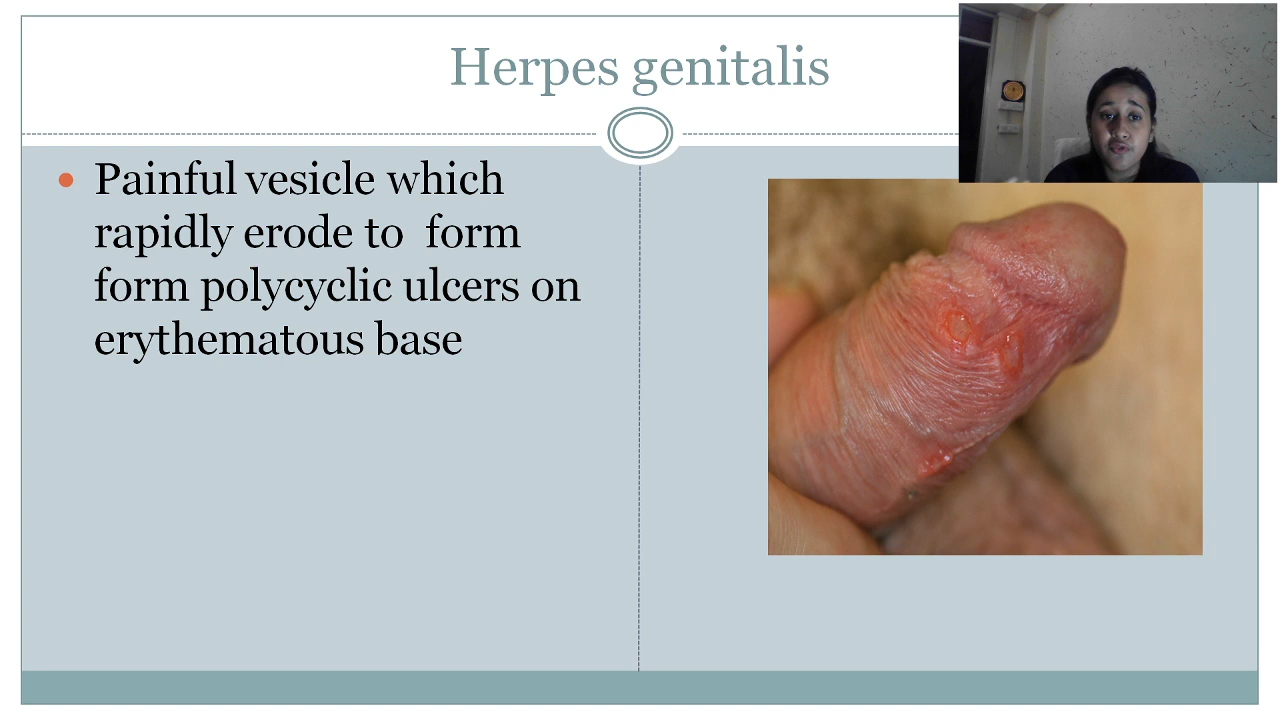 Herpes genitalis
Painful vesicle which
rapidly erode to  form
form polycyclic ulcers on
erythematous base